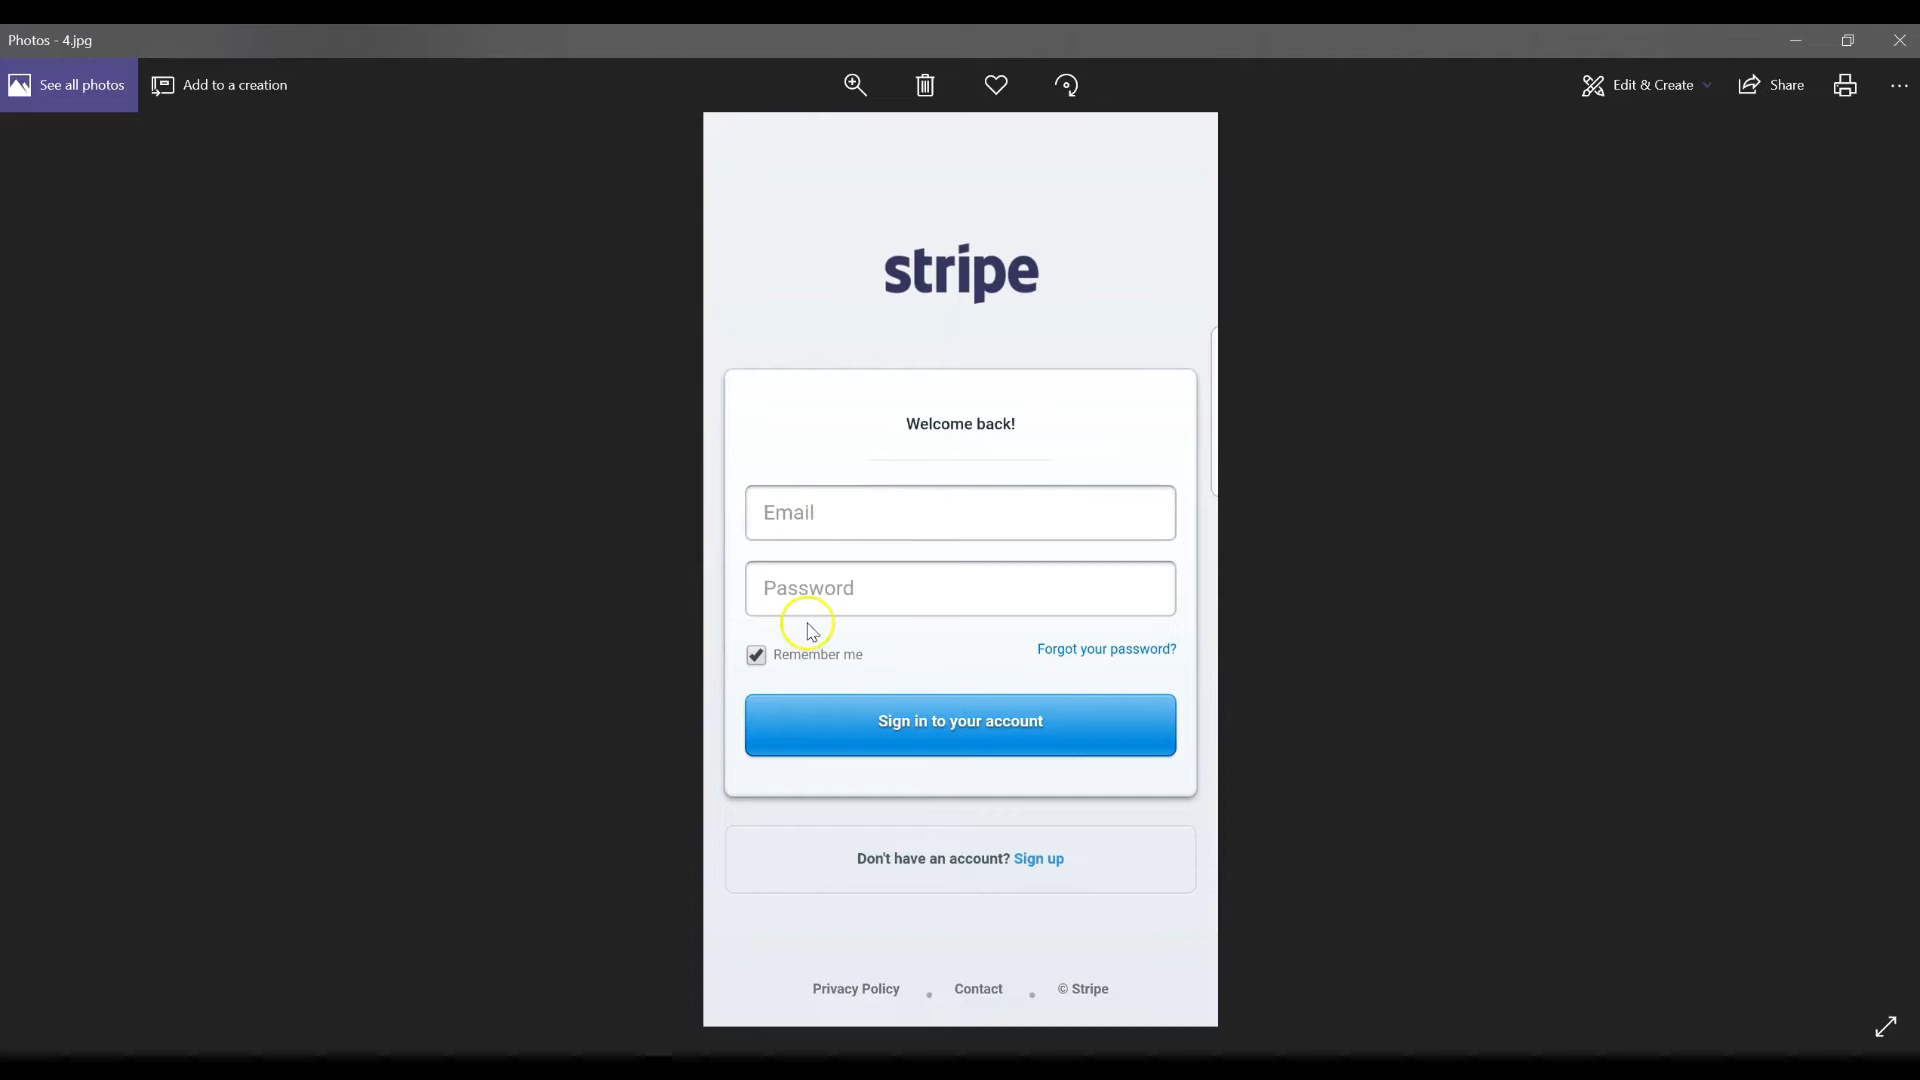 Photos - 4.jpg
See all photos
Add to a creation
Edit & Create
Share
stripe
Welcome back!
Email
Password
Remember me
Forgot your password?
Sign in to your account
Don't have an account? Sign up
Privacy Policy
Contact
© Stripe